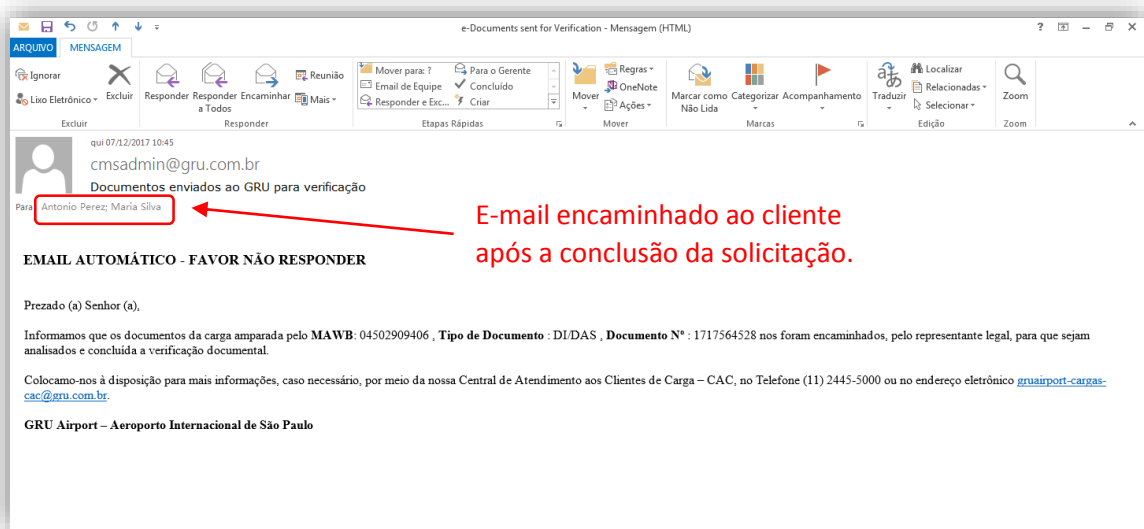 e-Documents sent for Verification - Mensagem (HTML)
ARQUIVO MENSAGEM
Ignorar
Lixo Eletrônico
Excluir
Responder
Responder a Todos
Encaminhar
Reunião
Mais
Mover para: ?
Email de Equipe
Responder e Exc...
Para o Gerente
Concluído
Criar
Mover
Regras
OneNote
Ações
Marcar como Não Lida
Categorizar
Acompanhamento
Traduzir
Localizar
Relacionadas
Selecionar
Zoom
Excluir
Responder
Etapas Rápidas
Mover
Marcas
Edição
Zoom
qui 07/12/2017 10:45
cmsadmin@gru.com.br
Documentos enviados ao GRU para verificação
Para Antonio Perez; Maria Silva
E-mail encaminhado ao cliente
após a conclusão da solicitação.
EMAIL AUTOMÁTICO - FAVOR NÃO RESPONDER
Prezado (a) Senhor (a),
Informamos que os documentos da carga amparada pelo MAWB: 04502909406 , Tipo de Documento : DI/DAS , Documento Nº : 1717564528 nos foram encaminhados, pelo representante legal, para que sejam
analisados e concluída a verificação documental.
Colocamo-nos à disposição para mais informações, caso necessário, por meio da nossa Central de Atendimento aos Clientes de Carga – CAC, no Telefone (11) 2445-5000 ou no endereço eletrônico gruairport-cargas-
cac@gru.com.br.
GRU Airport – Aeroporto Internacional de São Paulo